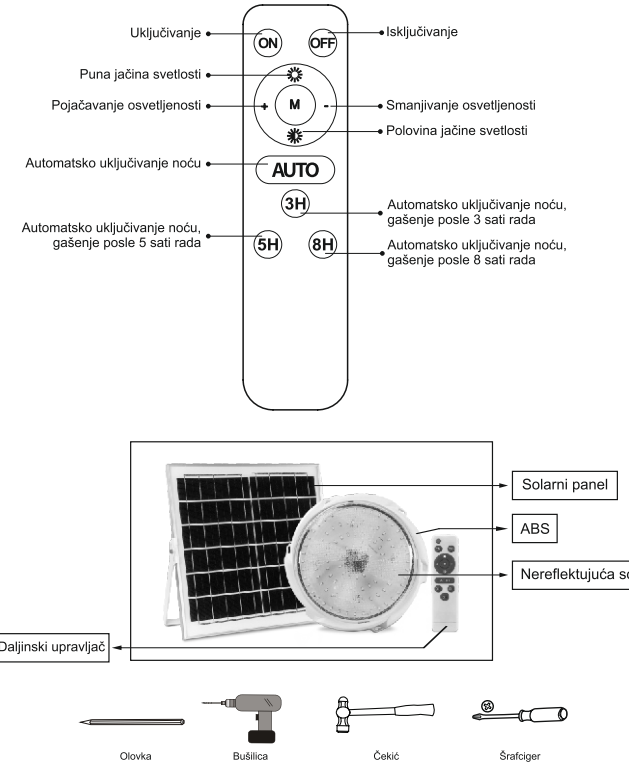 Uključivanje
Isključivanje
ON
OFF
Puna jačina svetlosti
Pojačavanje osvetljenosti
+
M
-
Smanjivanje osvetljenosti
Polovina jačine svetlosti
Automatsko uključivanje noću
AUTO
3H
Automatsko uključivanje noću,
gašenje posle 3 sati rada
Automatsko uključivanje noću,
gašenje posle 5 sati rada
5H
8H
Automatsko uključivanje noću,
gašenje posle 8 sati rada
Solarni panel
ABS
Nereflektujuća
Daljinski upravljač
Olovka
Bušilica
Čekić
Šrafciger